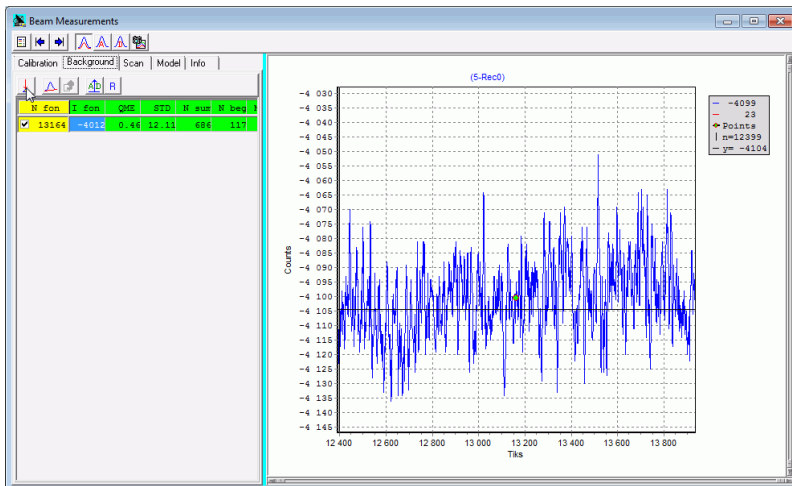 Beam Measurements
Calibration Background Scan Model Info
A D R
N fon I fon QME STD N sum N beg
13164 -4012 0.46 12.11 686 117
(5-Rec0)
-4 030
-4 035
-4 040
-4 045
-4 050
-4 055
-4 060
-4 065
-4 070
-4 075
-4 080
-4 085
-4 090
-4 095
-4 100
-4 105
-4 110
-4 115
-4 120
-4 125
-4 130
-4 135
-4 140
-4 145
Counts
12 400 12 600 12 800 13 000 13 200 13 400 13 600 13 800
Tiks
-4099
23
Points
n=12399
y= -4104